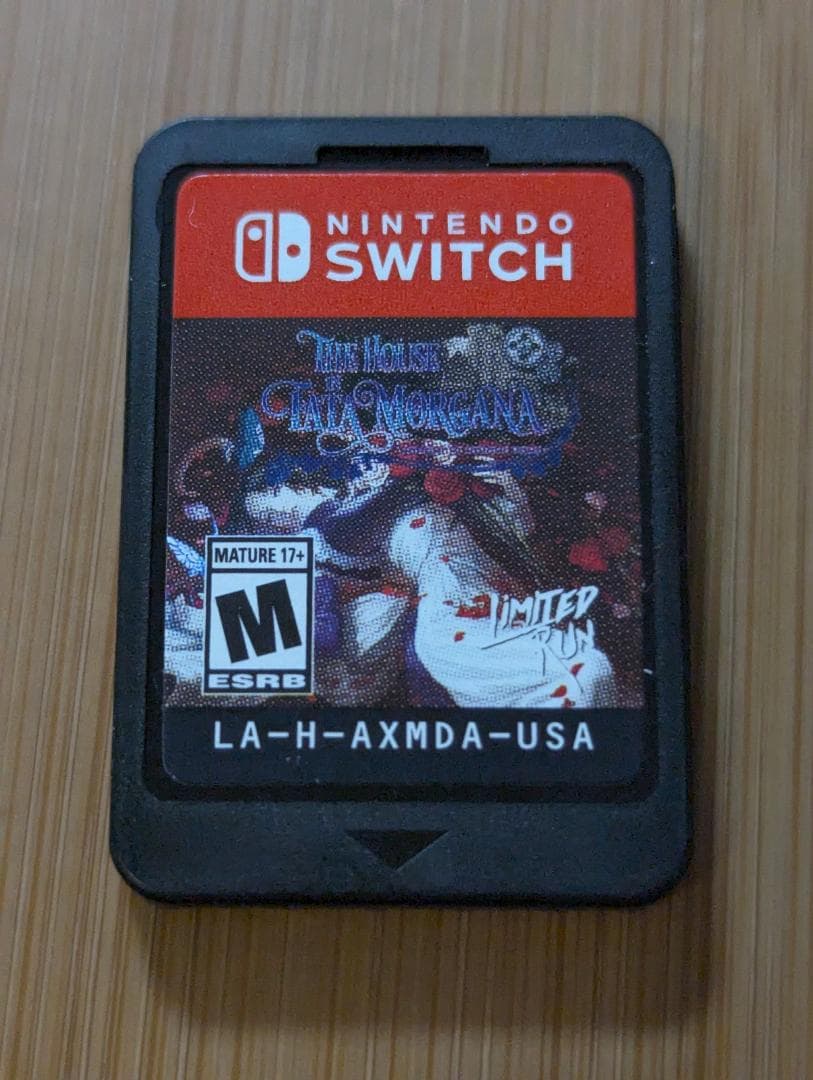 NINTENDO
SWITCH
THE HOUSE
IN
FATA MORGANA
MATURE 17+
M
ESRB
LIMITED
RUN
LA-H-AXMDA-USA